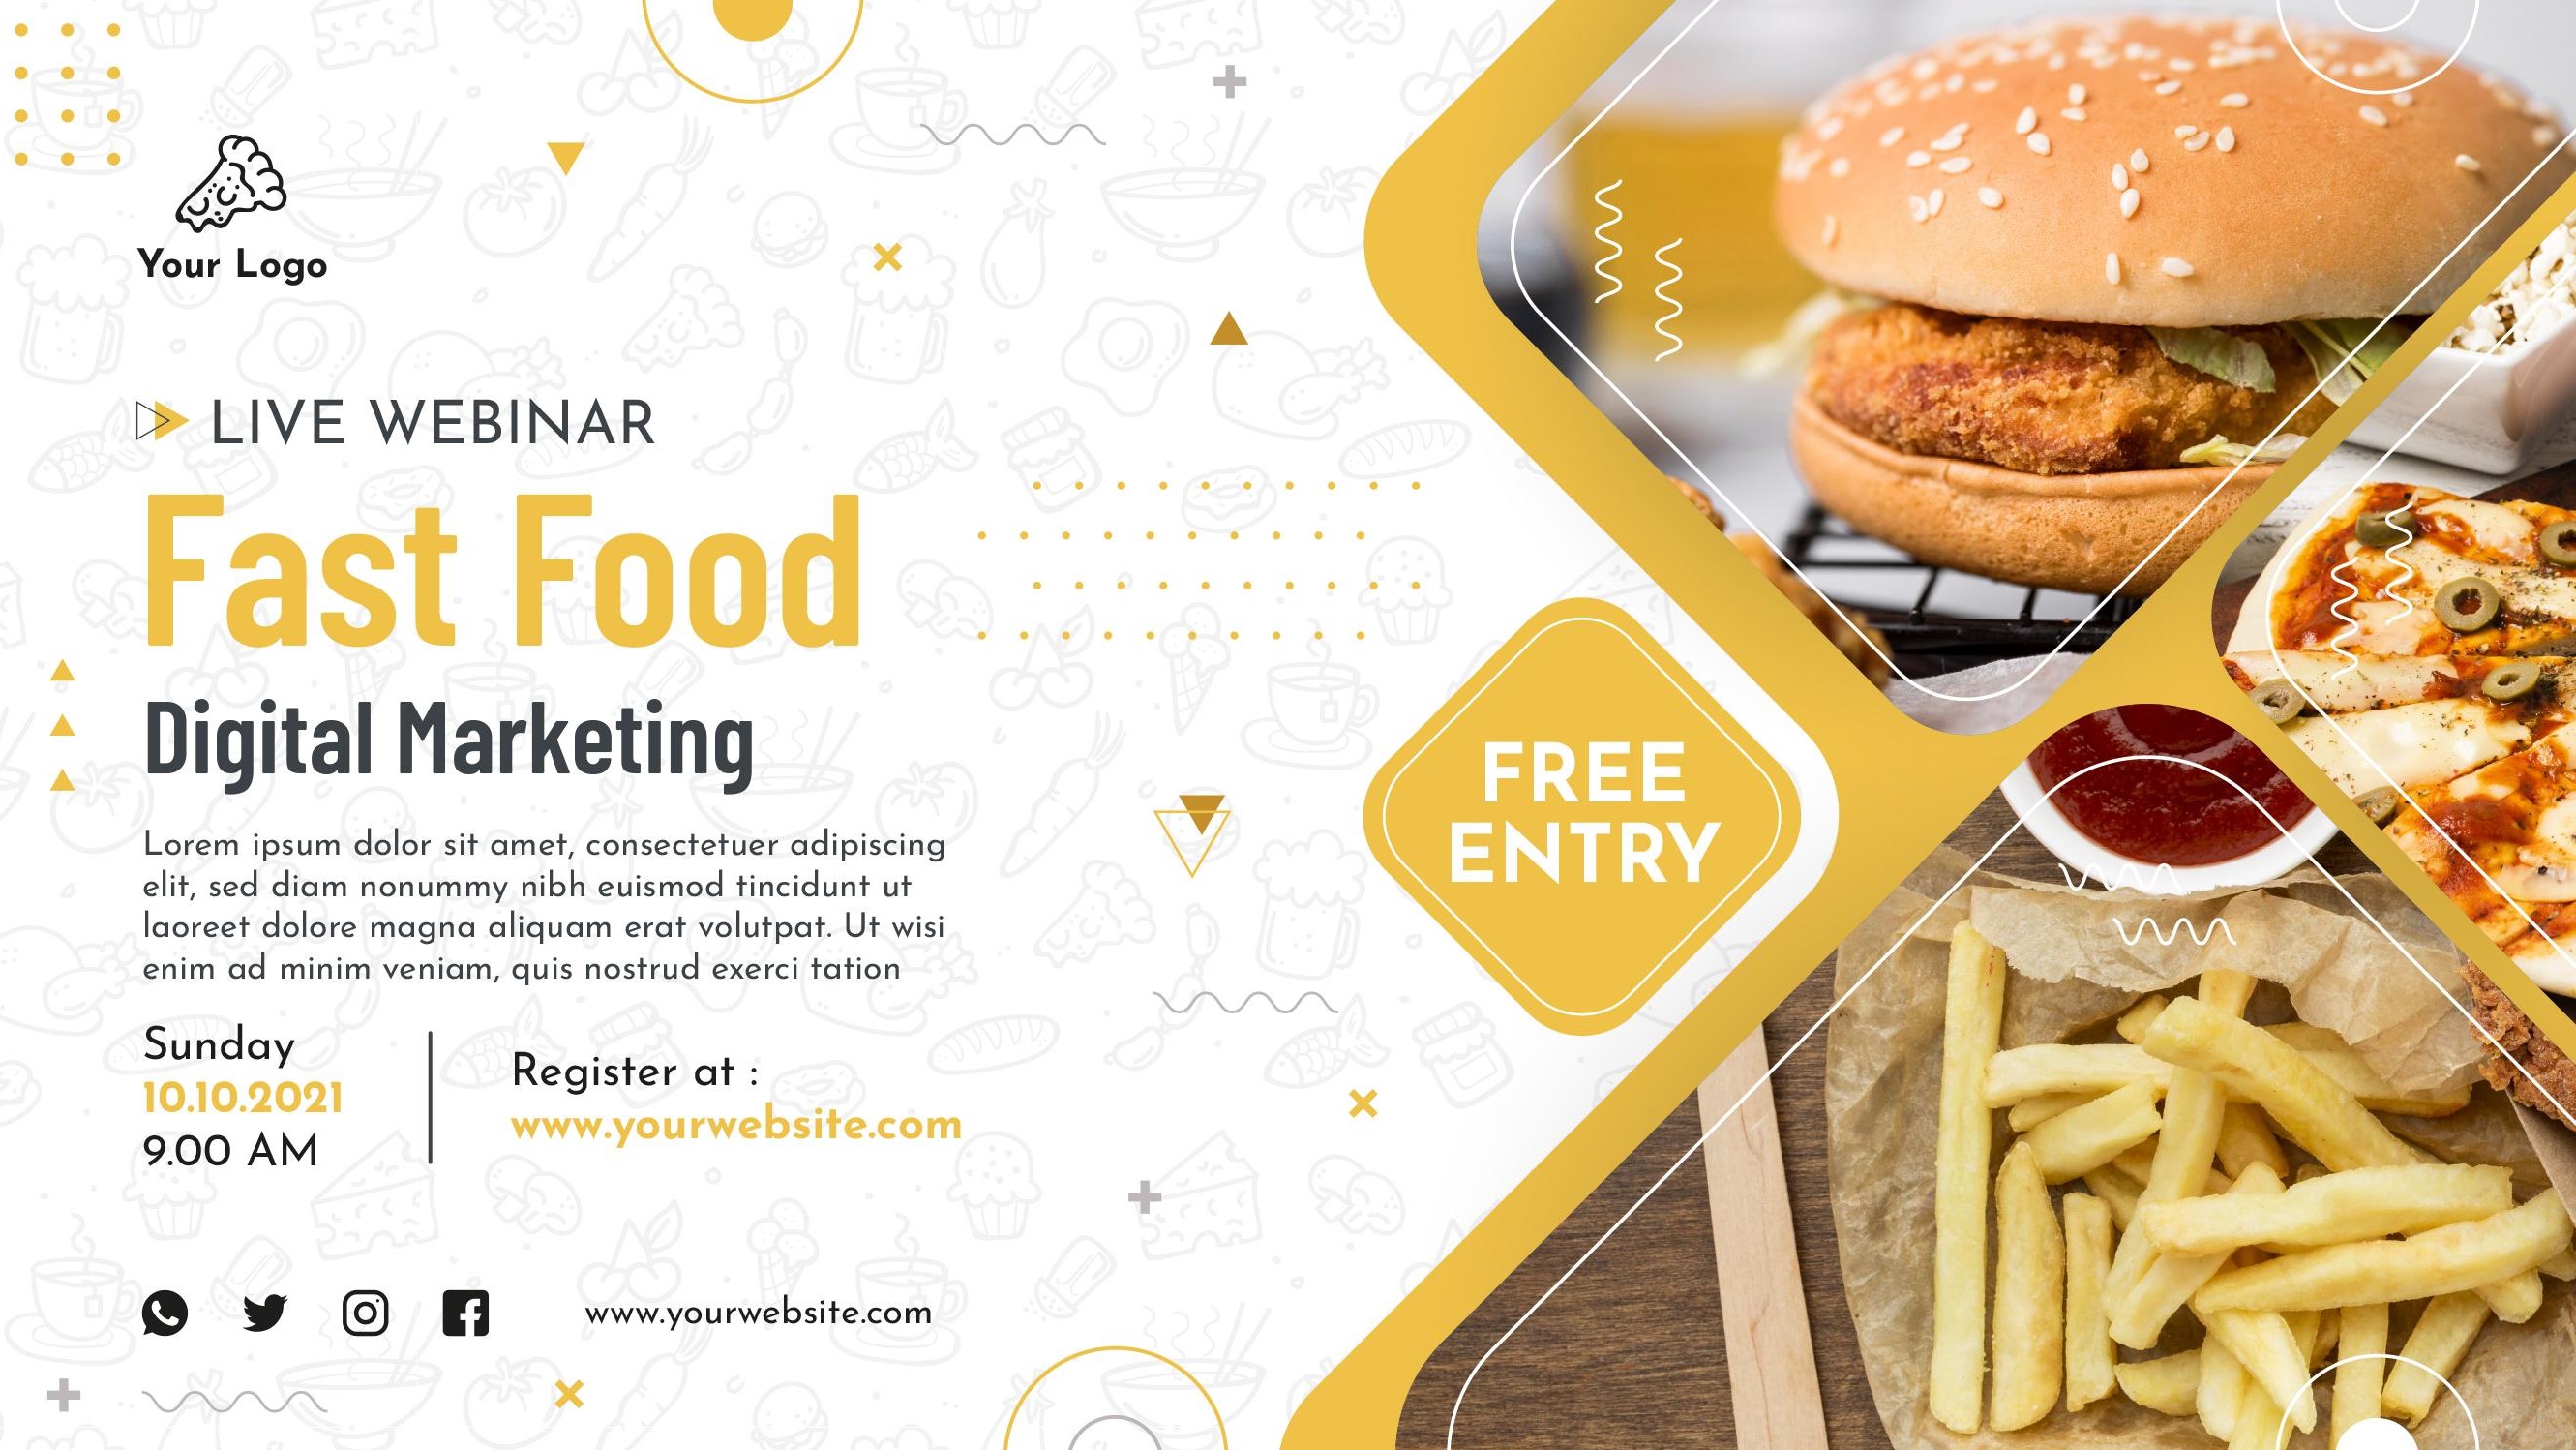 Your Logo
LIVE WEBINAR
Fast Food
Digital Marketing
Lorem ipsum dolor sit amet, consectetuer adipiscing
elit, sed diam nonummy nibh euismod tincidunt ut
laoreet dolore magna aliquam erat volutpat. Ut wisi
enim ad minim veniam, quis nostrud exerci tation
Sunday
10.10.2021
9.00 AM
Register at :
www.yourwebsite.com
www.yourwebsite.com
FREE
ENTRY